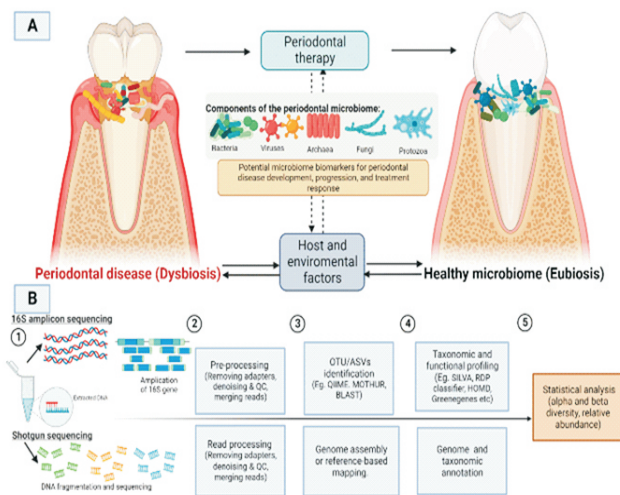 A
Periodontal
therapy
Components of the periodontal microbiome:
Bacteria
Viruses
Archaea
Fungi
Protozoa
Potential microbiome biomarkers for periodontal
disease development, progression, and treatment
response
Host and
enviromental
factors
Periodontal disease (Dysbiosis)
Healthy microbiome (Eubiosis)
B
16S amplicon sequencing
1
Extracted DNA
Amplication
of 16S gene
2
Pre-processing
(Removing adapters,
denoising & QC,
merging reads)
3
OTU/ASVs
identification
(Eg. QIIME, MOTHUR,
BLAST)
4
Taxonomic and
functional profiling
(Eg. SILVA, RDP
classifier, HOMD,
Greenegenes etc)
5
Statistical analysis
(alpha and beta
diversity, relative
abundance)
Shotgun sequencing
DNA fragmentation and sequencing
Read processing
(Removing adapters,
denoising & QC,
merging reads)
Genome assembly
or reference-based
mapping.
Genome and
taxonomic
annotation